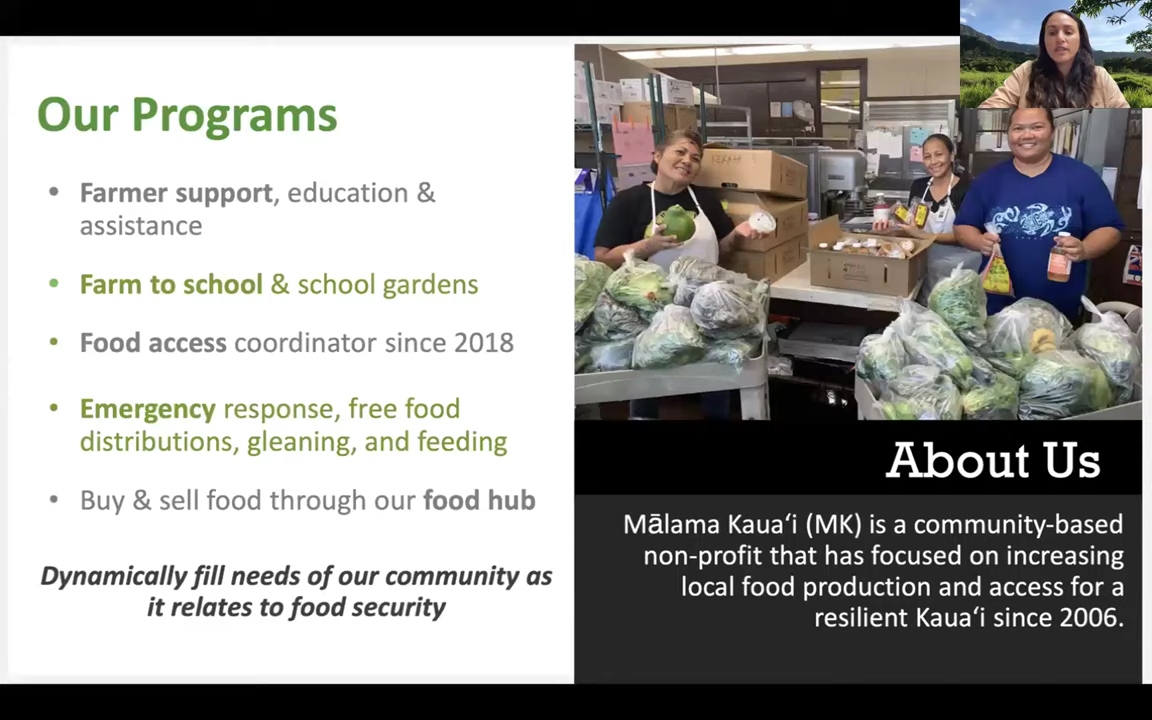 Our Programs
• Farmer support, education &
assistance
• Farm to school & school gardens
• Food access coordinator since 2018
• Emergency response, free food
distributions, gleaning, and feeding
• Buy & sell food through our food hub
Dynamically fill needs of our community as
it relates to food security
About Us
Mālama Kauaʻi (MK) is a community-based
non-profit that has focused on increasing
local food production and access for a
resilient Kauaʻi since 2006.